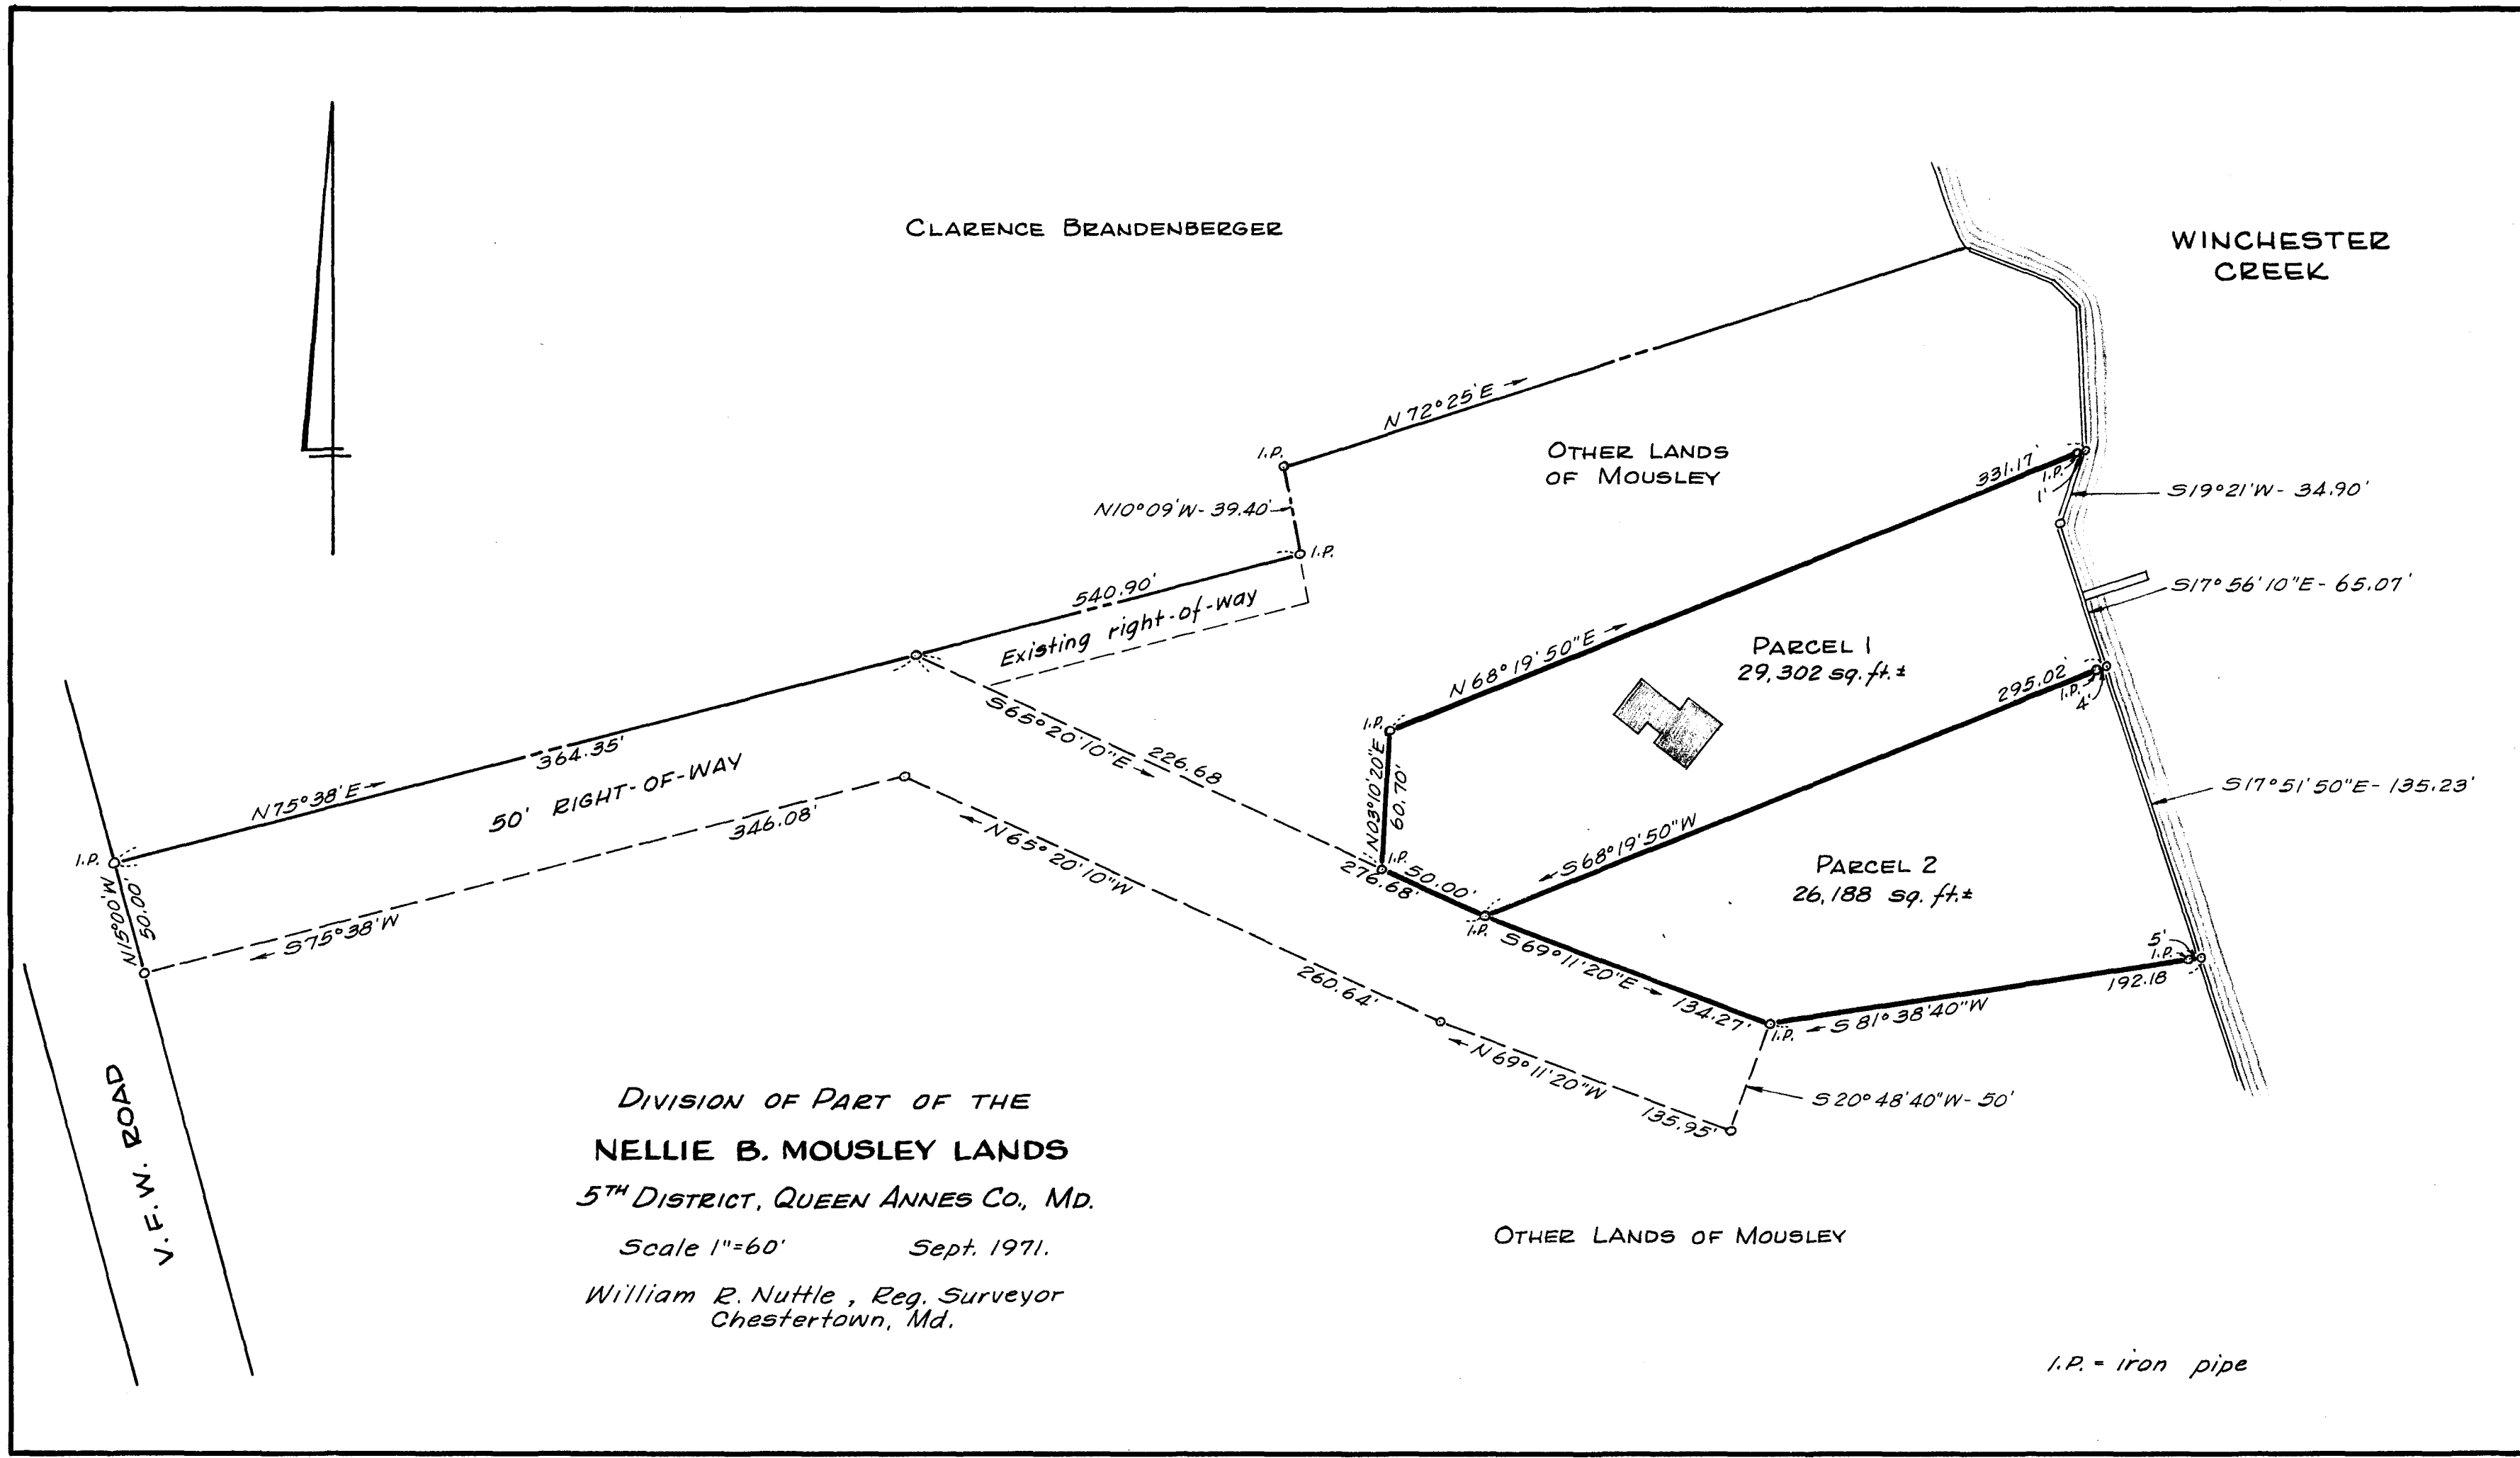 CLARENCE BRANDENBERGER
WINCHESTER
CREEK
N72°25'E
I.P.
OTHER LANDS
OF MOUSLEY
331.17'
I.P.
1'
S19°21'W - 34.90'
N10°09'W - 39.40'
I.P.
540.90'
Existing right-of-way
S17°56'10"E - 65.07'
N68°19'50"E
PARCEL 1
29,302 sq. ft. ±
295.02'
I.P.
4'
S65°20'10"E
226.68
I.P.
N03°10'20"E
60.70'
364.35'
N75°38'E
50' RIGHT-OF-WAY
S17°51'50"E - 135.23'
346.08'
N65°20'10"W
S68°19'50"W
I.P.
N15°00'W
50.00'
I.P.
50.00'
276.68'
PARCEL 2
26,188 sq. ft. ±
S75°38'W
I.P.
S69°11'20"E
134.27'
5'
I.P.
192.18
S81°38'40"W
I.P.
260.64'
N69°11'20"W
135.95'
S20°48'40"W - 50'
V. F. W. ROAD
DIVISION OF PART OF THE
NELLIE B. MOUSLEY LANDS
5TH DISTRICT, QUEEN ANNES CO., MD.
Scale 1"=60' Sept. 1971.
William R. Nuttle, Reg. Surveyor
Chestertown, Md.
OTHER LANDS OF MOUSLEY
I.P. = iron pipe